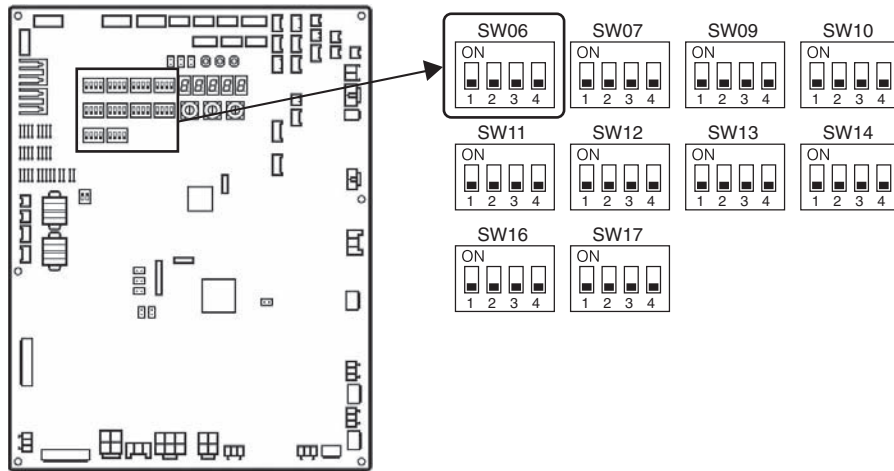 SW06 SW07 SW09 SW10
ON ON ON ON
1 2 3 4 1 2 3 4 1 2 3 4 1 2 3 4
SW11 SW12 SW13 SW14
ON ON ON ON
1 2 3 4 1 2 3 4 1 2 3 4 1 2 3 4
SW16 SW17
ON ON
1 2 3 4 1 2 3 4